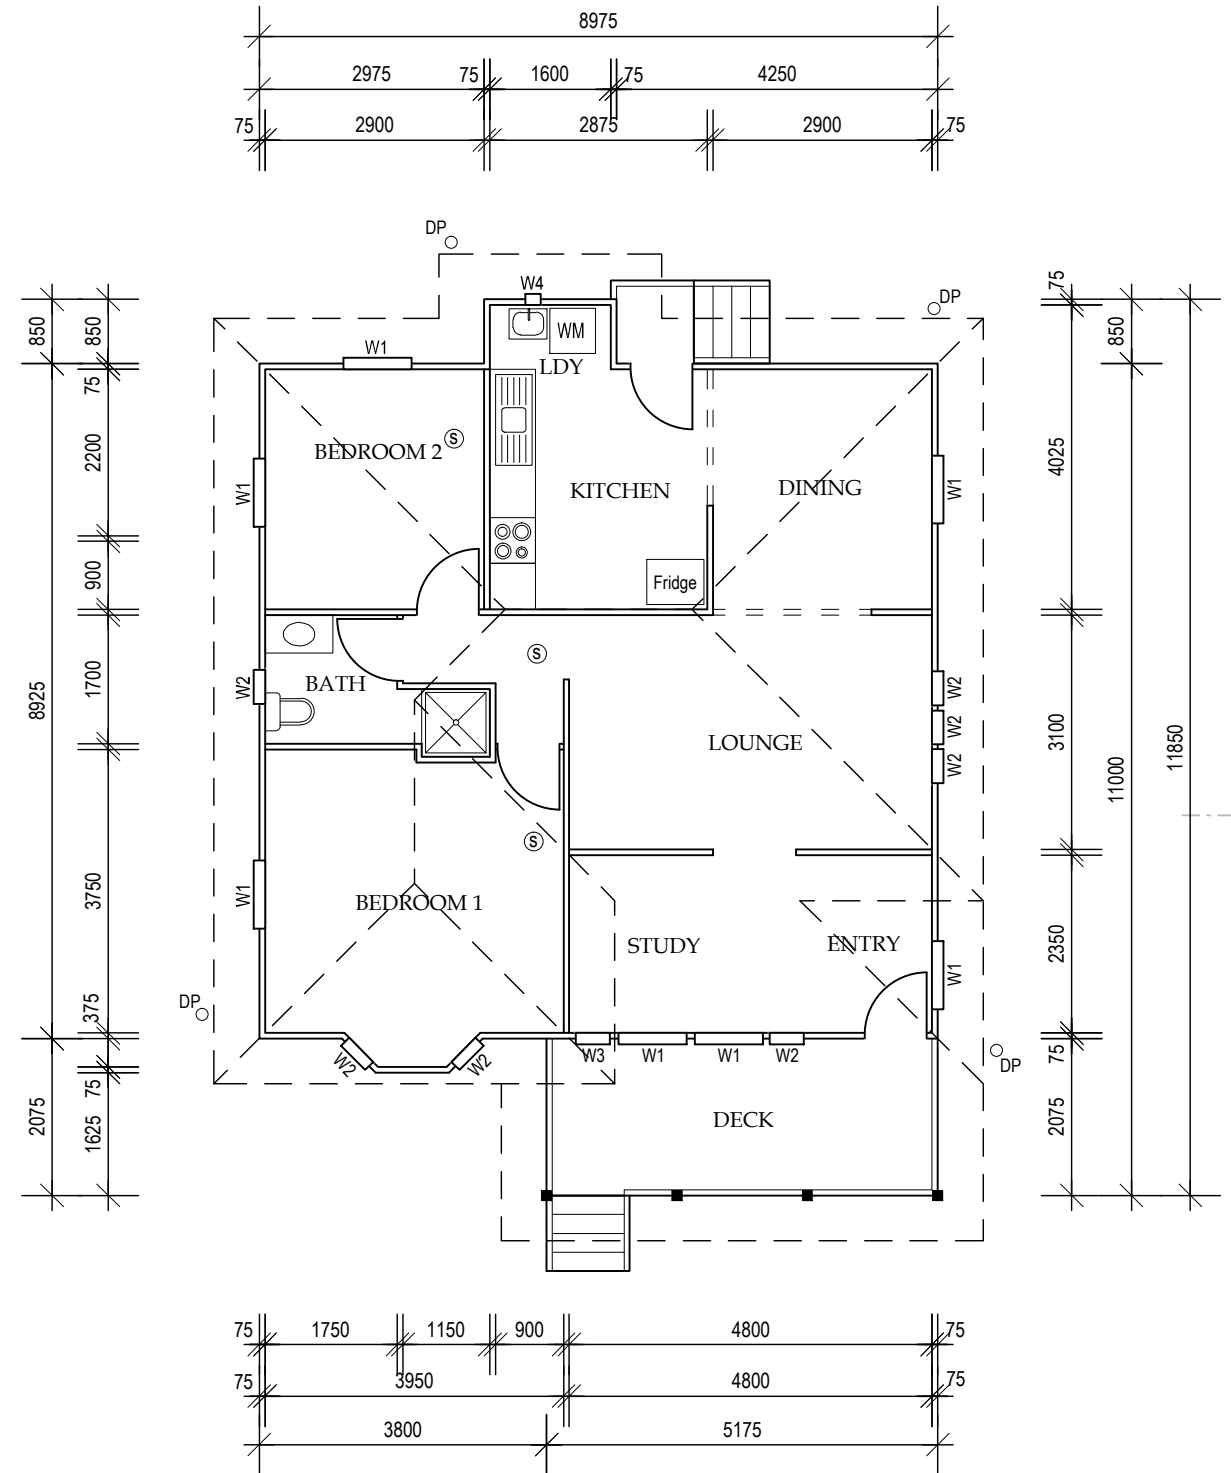 8975
2975 75 1600 75 4250
75 2900 2875 2900 75
DP
W4
DP
W1
WM
LDY
850 850
75
850
75
BEDROOM 2 S
2200
4025
KITCHEN
DINING
W1
W1
900
Fridge
S
BATH
W2
1700
8925
W2
W2
W2
LOUNGE
3100
11000
11850
S
W1
3750
BEDROOM 1
STUDY
ENTRY
W1
2350
DP
375
W2
W2
W3 W1 W1 W2
DP
75
75
2075
1625
DECK
2075
75 1750 1150 900 4800 75
75 3950 4800 75
3800 5175